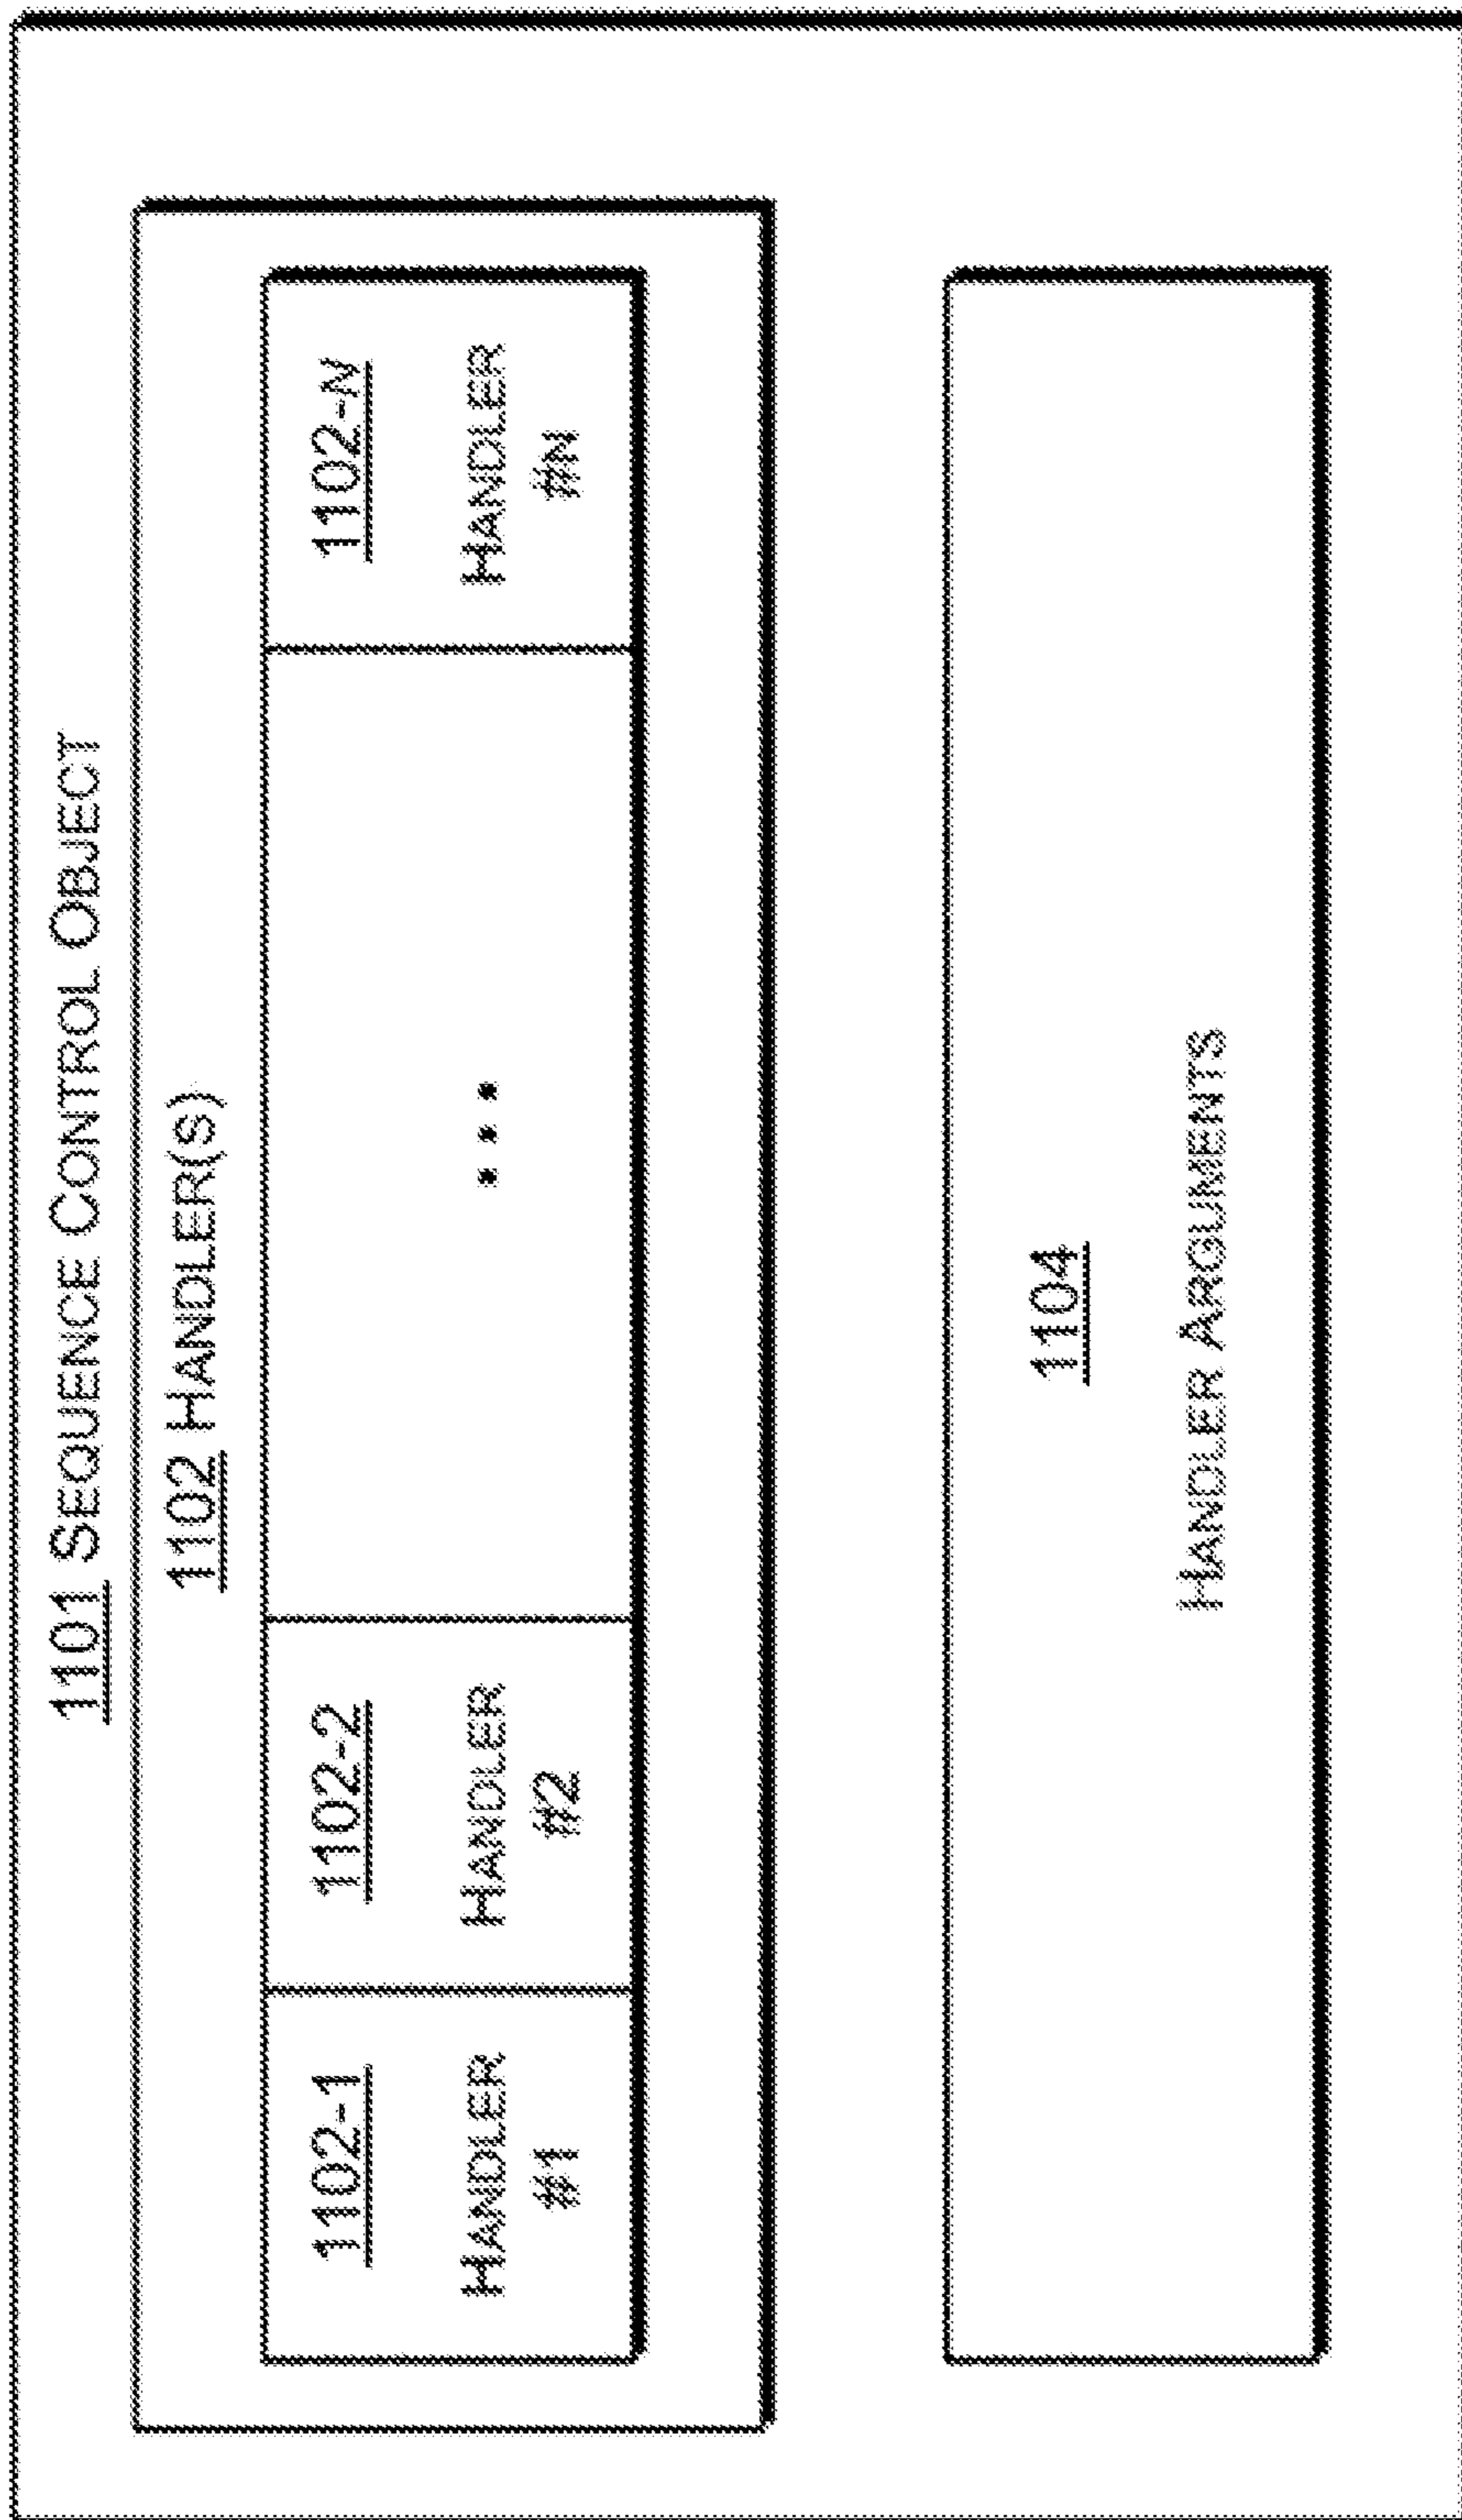 1101 SEQUENCE CONTROL OBJECT
1102 HANDLER(S)
1102-1
HANDLER
#1
1102-2
HANDLER
#2
...
1102-N
HANDLER
#N
1104
HANDLER ARGUMENTS